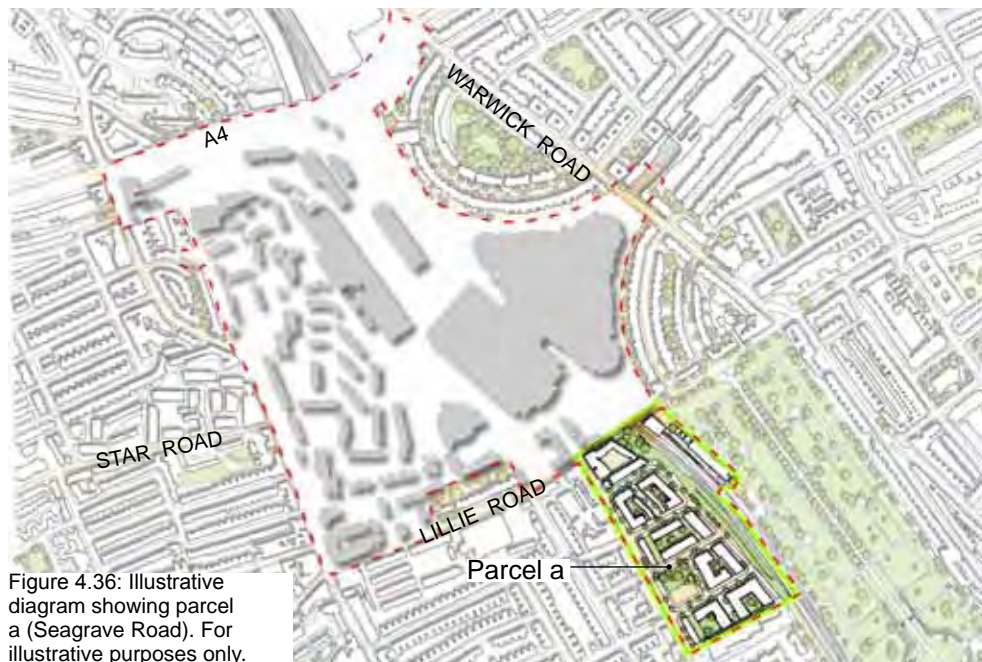 A4
WARWICK ROAD
STAR ROAD
LILLIE ROAD
Parcel a
Figure 4.36: Illustrative
diagram showing parcel
a (Seagrave Road). For
illustrative purposes only.